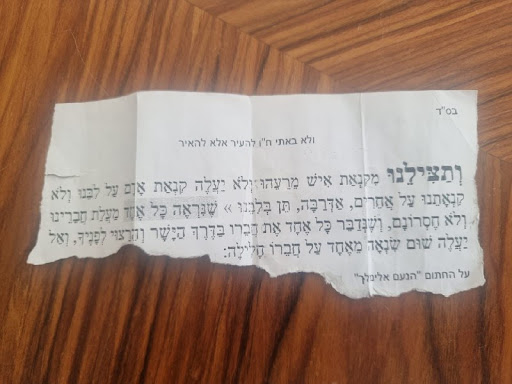 בס"ד
ולא באתי ח"ו להעיר אלא להאיר
וְתַצִּילֵנוּ מִקִּנְאַת אִישׁ מֵרֵעֵהוּ וְלֹא יַעֲלֶה קִנְאַת אָדָם עַל לִבֵּנוּ וְלֹא
קִנְאָתֵנוּ עַל אֲחֵרִים, אַדְּרַבָּה, תֵּן בְּלִבֵּנוּ » שֶׁנִּרְאֶה כָּל אֶחָד מַעֲלַת חֲבֵרֵינוּ
וְלֹא חֶסְרוֹנָם, וְשֶׁנְּדַבֵּר כָּל אֶחָד אֶת חֲבֵרוֹ בַּדֶּרֶךְ הַיָּשָׁר וְהָרָצוּי לְפָנֶיךָ, וְאַל
יַעֲלֶה שׁוּם שִׂנְאָה מֵאֶחָד עַל חֲבֵרוֹ חָלִילָה:
על החתום "הנעם אלימלך"